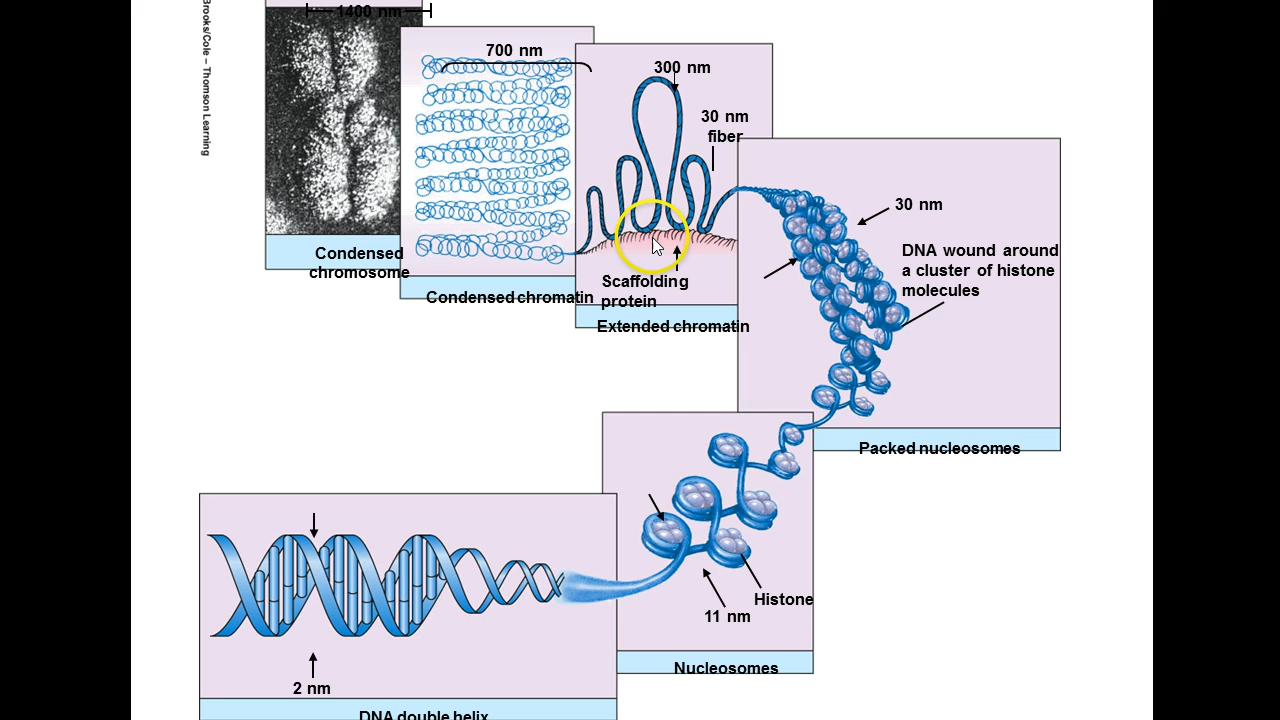 Brooks/Cole – Thomson Learning
1400 nm
700 nm
300 nm
30 nm
fiber
Condensed
chromosome
Condensed chromatin
Scaffolding
protein
Extended chromatin
30 nm
DNA wound around
a cluster of histone
molecules
Packed nucleosomes
Histone
11 nm
Nucleosomes
2 nm
DNA double helix